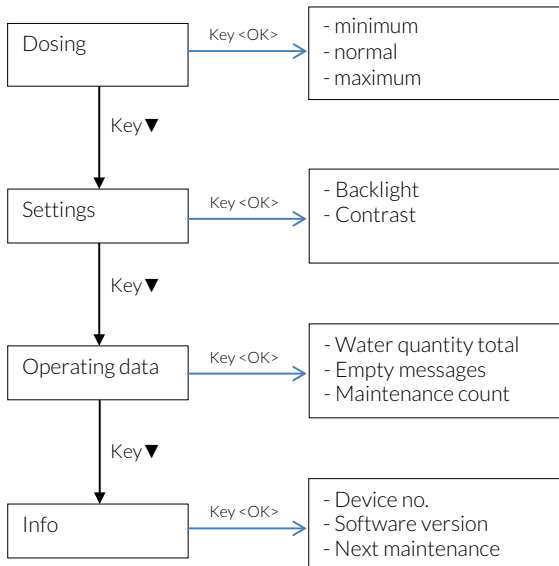 Dosing
Key <OK>
- minimum
- normal
- maximum
Key ▼
Settings
Key <OK>
- Backlight
- Contrast
Key ▼
Operating data
Key <OK>
- Water quantity total
- Empty messages
- Maintenance count
Key ▼
Info
Key <OK>
- Device no.
- Software version
- Next maintenance